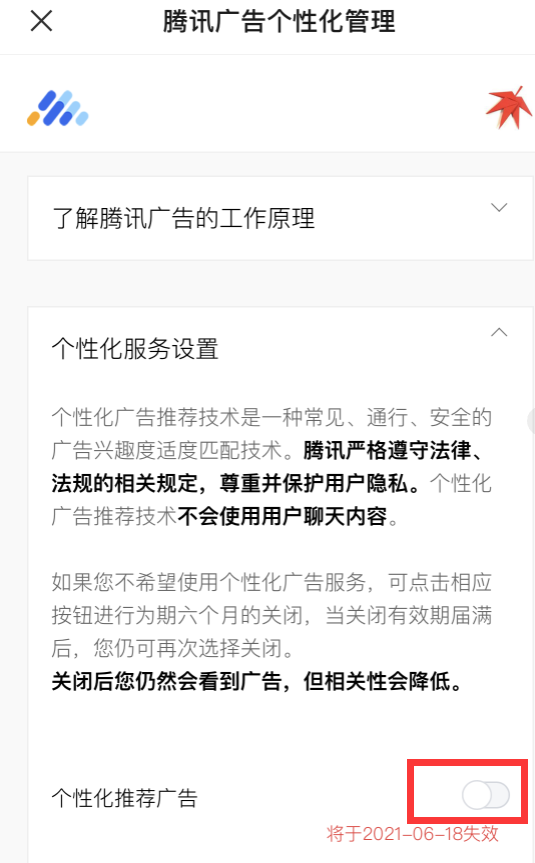 腾讯广告个性化管理
了解腾讯广告的工作原理
个性化服务设置
个性化广告推荐技术是一种常见、通行、安全的
广告兴趣度适度匹配技术。腾讯严格遵守法律、
法规的相关规定，尊重并保护用户隐私。个性化
广告推荐技术不会使用用户聊天内容。
如果您不希望使用个性化广告服务，可点击相应
按钮进行为期六个月的关闭，当关闭有效期届满
后，您仍可再次选择关闭。
关闭后您仍然会看到广告，但相关性会降低。
个性化推荐广告
将于2021-06-18失效